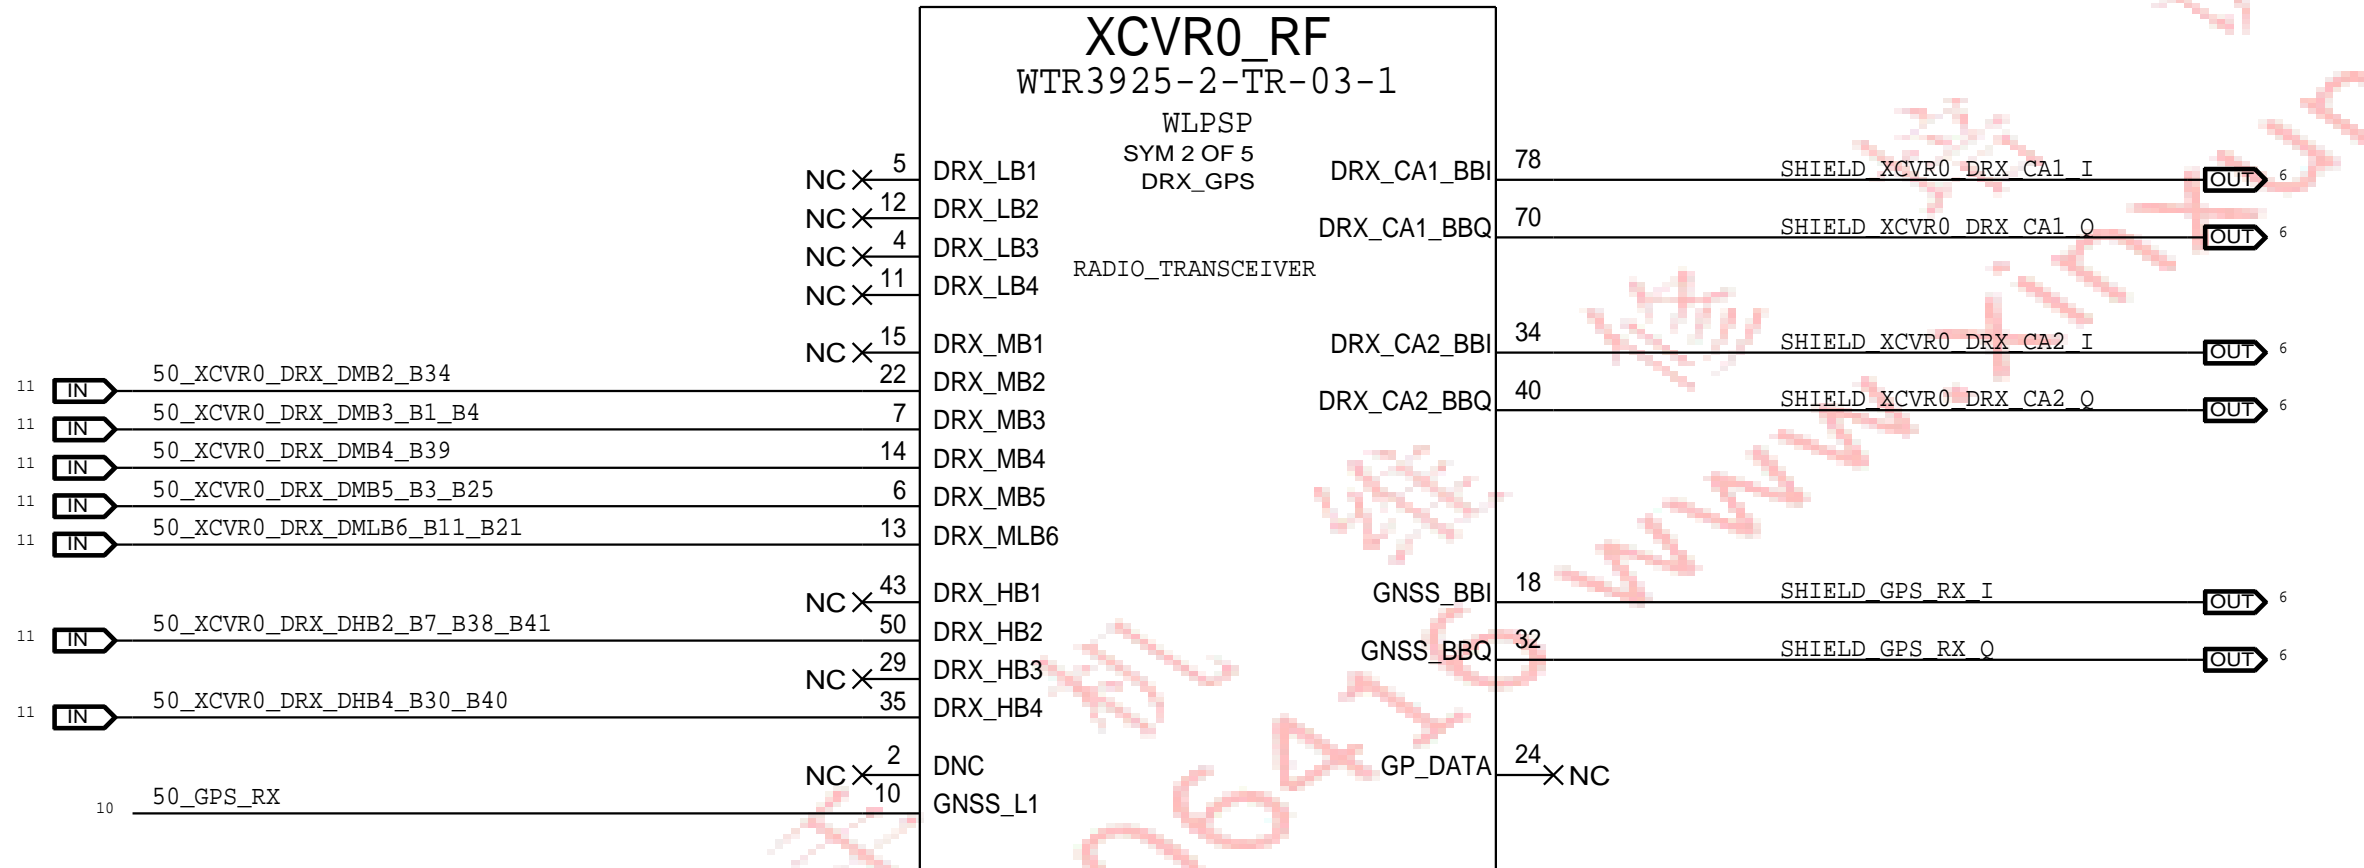 XCVR0_RF
WTR3925-2-TR-03-1
WLPSP
SYM 2 OF 5
DRX_GPS
RADIO_TRANSCEIVER
NC 5 DRX_LB1
NC 12 DRX_LB2
NC 4 DRX_LB3
NC 11 DRX_LB4
NC 15 DRX_MB1
11 IN 50_XCVR0_DRX_DMB2_B34 22 DRX_MB2
11 IN 50_XCVR0_DRX_DMB3_B1_B4 7 DRX_MB3
11 IN 50_XCVR0_DRX_DMB4_B39 14 DRX_MB4
11 IN 50_XCVR0_DRX_DMB5_B3_B25 6 DRX_MB5
11 IN 50_XCVR0_DRX_DMLB6_B11_B21 13 DRX_MLB6
NC 43 DRX_HB1
11 IN 50_XCVR0_DRX_DHB2_B7_B38_B41 50 DRX_HB2
NC 29 DRX_HB3
11 IN 50_XCVR0_DRX_DHB4_B30_B40 35 DRX_HB4
NC 2 DNC
10 50_GPS_RX 10 GNSS_L1
DRX_CA1_BBI 78 SHIELD_XCVR0_DRX_CA1_I OUT 6
DRX_CA1_BBQ 70 SHIELD_XCVR0_DRX_CA1_Q OUT 6
DRX_CA2_BBI 34 SHIELD_XCVR0_DRX_CA2_I OUT 6
DRX_CA2_BBQ 40 SHIELD_XCVR0_DRX_CA2_Q OUT 6
GNSS_BBI 18 SHIELD_GPS_RX_I OUT 6
GNSS_BBQ 32 SHIELD_GPS_RX_Q OUT 6
GP_DATA 24 NC